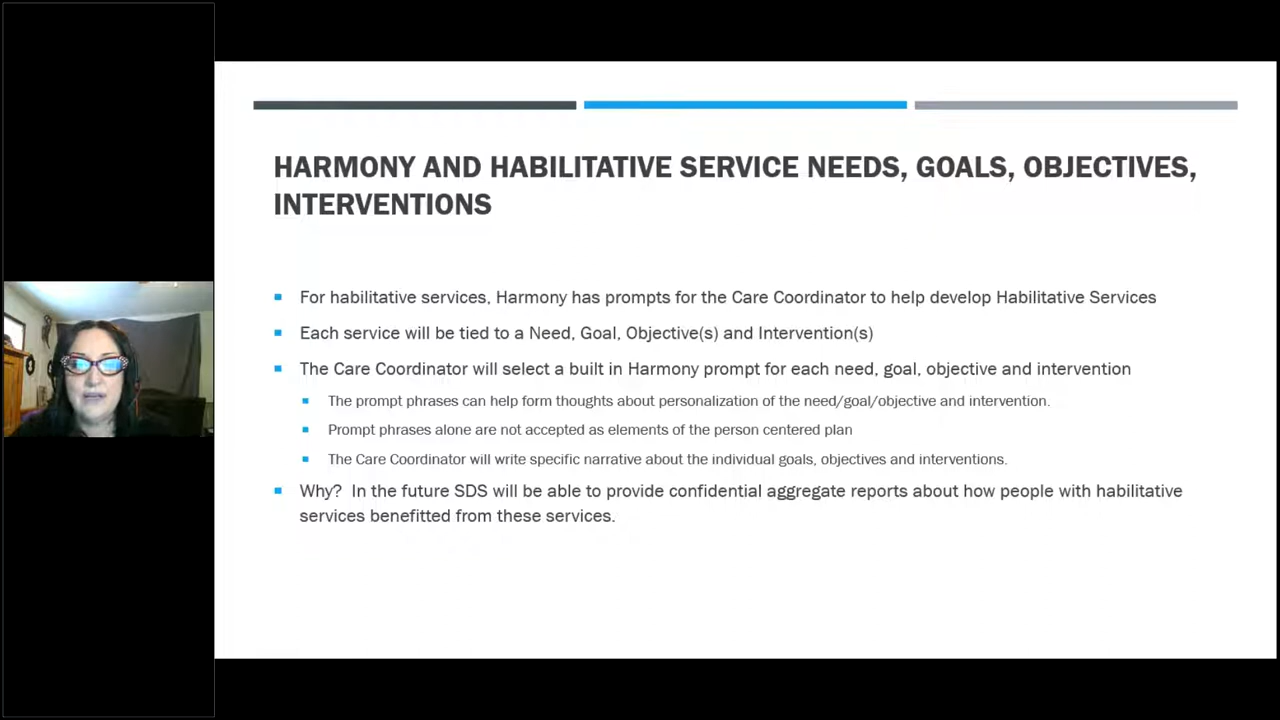 HARMONY AND HABILITATIVE SERVICE NEEDS, GOALS, OBJECTIVES,
INTERVENTIONS
For habilitative services, Harmony has prompts for the Care Coordinator to help develop Habilitative Services
Each service will be tied to a Need, Goal, Objective(s) and Intervention(s)
The Care Coordinator will select a built in Harmony prompt for each need, goal, objective and intervention
The prompt phrases can help form thoughts about personalization of the need/goal/objective and intervention.
Prompt phrases alone are not accepted as elements of the person centered plan
The Care Coordinator will write specific narrative about the individual goals, objectives and interventions.
Why?  In the future SDS will be able to provide confidential aggregate reports about how people with habilitative
services benefitted from these services.